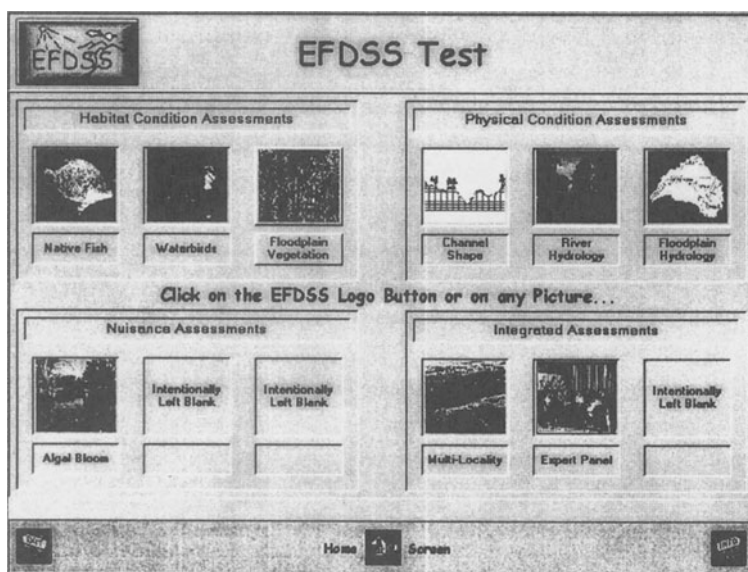 EFDSS
EFDSS Test
Habitat Condition Assessments
Native Fish
Waterbirds
Floodplain
Vegetation
Physical Condition Assessments
Channel
Shape
River
Hydrology
Floodplain
Hydrology
Click on the EFDSS Logo Button or on any Picture...
Nuisance Assessments
Intentionally
Left Blank
Intentionally
Left Blank
Algal Bloom
Integrated Assessments
Intentionally
Left Blank
Multi-Locality
Expert Panel
Home Screen
INFO